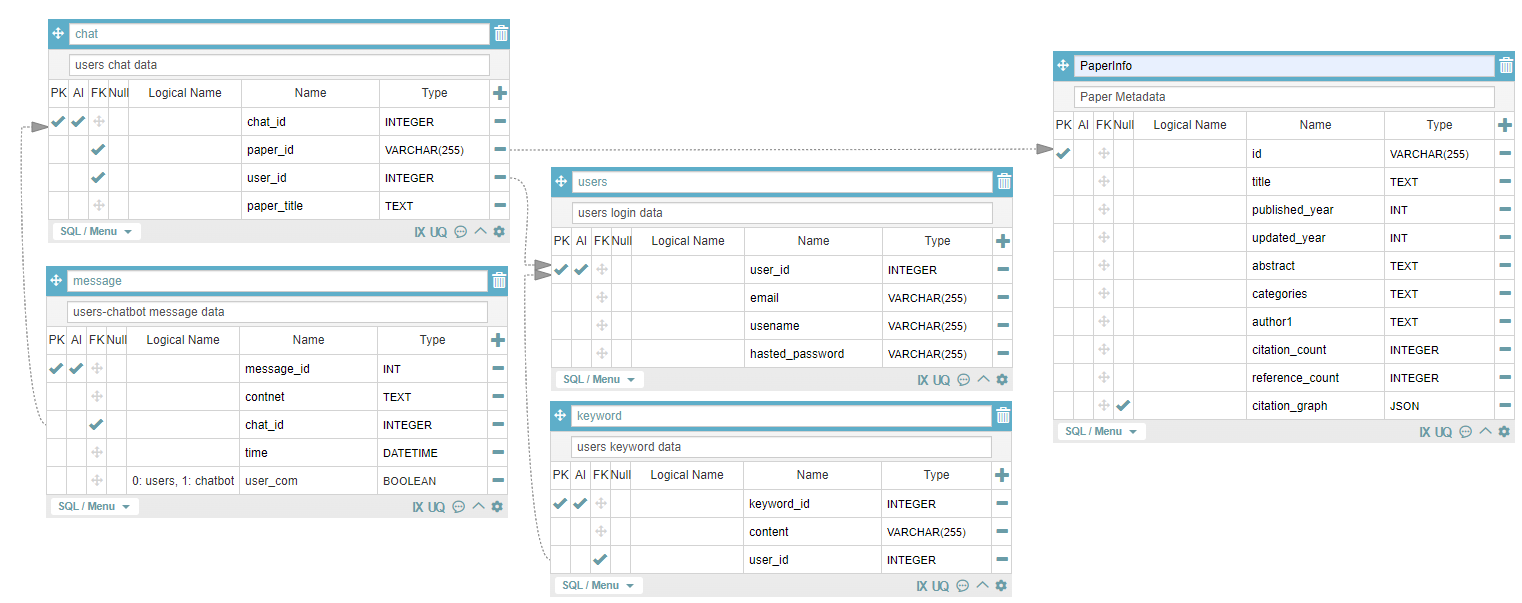 chat
users chat data
PK AI FK Null Logical Name Name Type
chat_id INTEGER
paper_id VARCHAR(255)
user_id INTEGER
paper_title TEXT
SQL / Menu IX UQ
message
users-chatbot message data
PK AI FK Null Logical Name Name Type
message_id INT
contnet TEXT
chat_id INTEGER
time DATETIME
0: users, 1: chatbot user_com BOOLEAN
SQL / Menu IX UQ
users
users login data
PK AI FK Null Logical Name Name Type
user_id INTEGER
email VARCHAR(255)
usename VARCHAR(255)
hasted_password VARCHAR(255)
SQL / Menu IX UQ
keyword
users keyword data
PK AI FK Null Logical Name Name Type
keyword_id INTEGER
content VARCHAR(255)
user_id INTEGER
SQL / Menu IX UQ
PaperInfo
Paper Metadata
PK AI FK Null Logical Name Name Type
id VARCHAR(255)
title TEXT
published_year INT
updated_year INT
abstract TEXT
categories TEXT
author1 TEXT
citation_count INTEGER
reference_count INTEGER
citation_graph JSON
SQL / Menu IX UQ